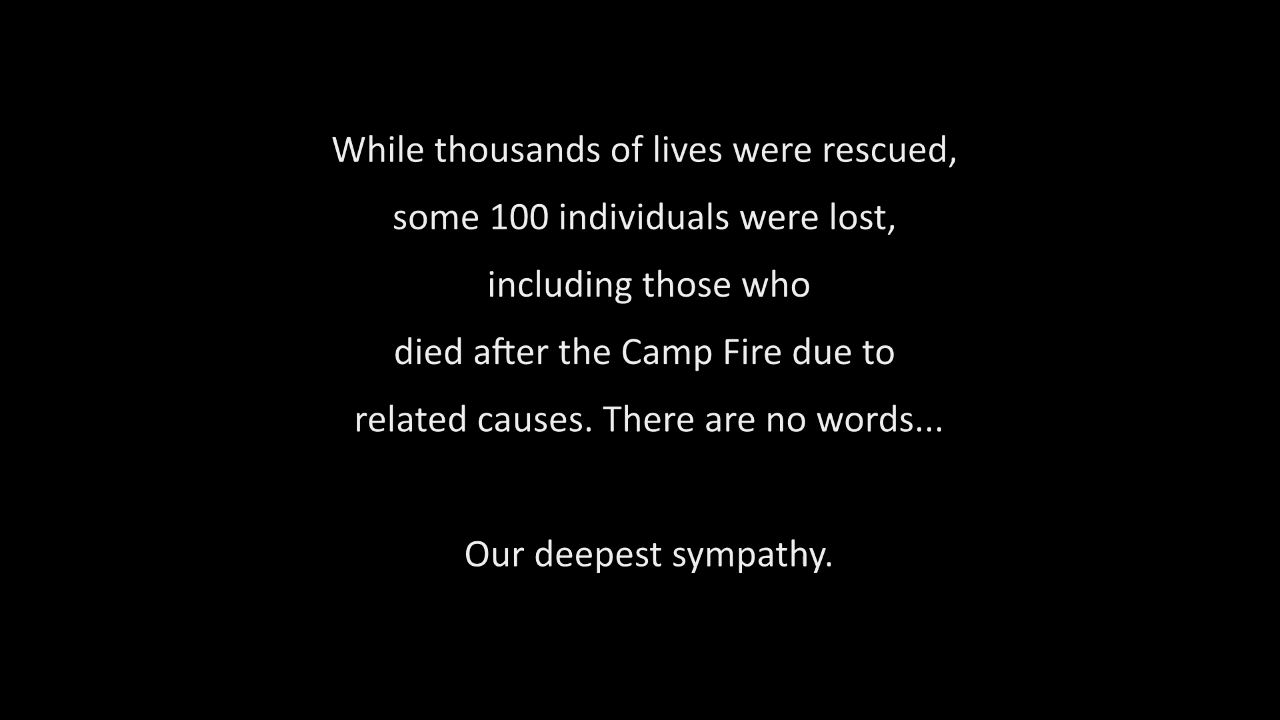 While thousands of lives were rescued,
some 100 individuals were lost,
including those who
died after the Camp Fire due to
related causes. There are no words...
Our deepest sympathy.